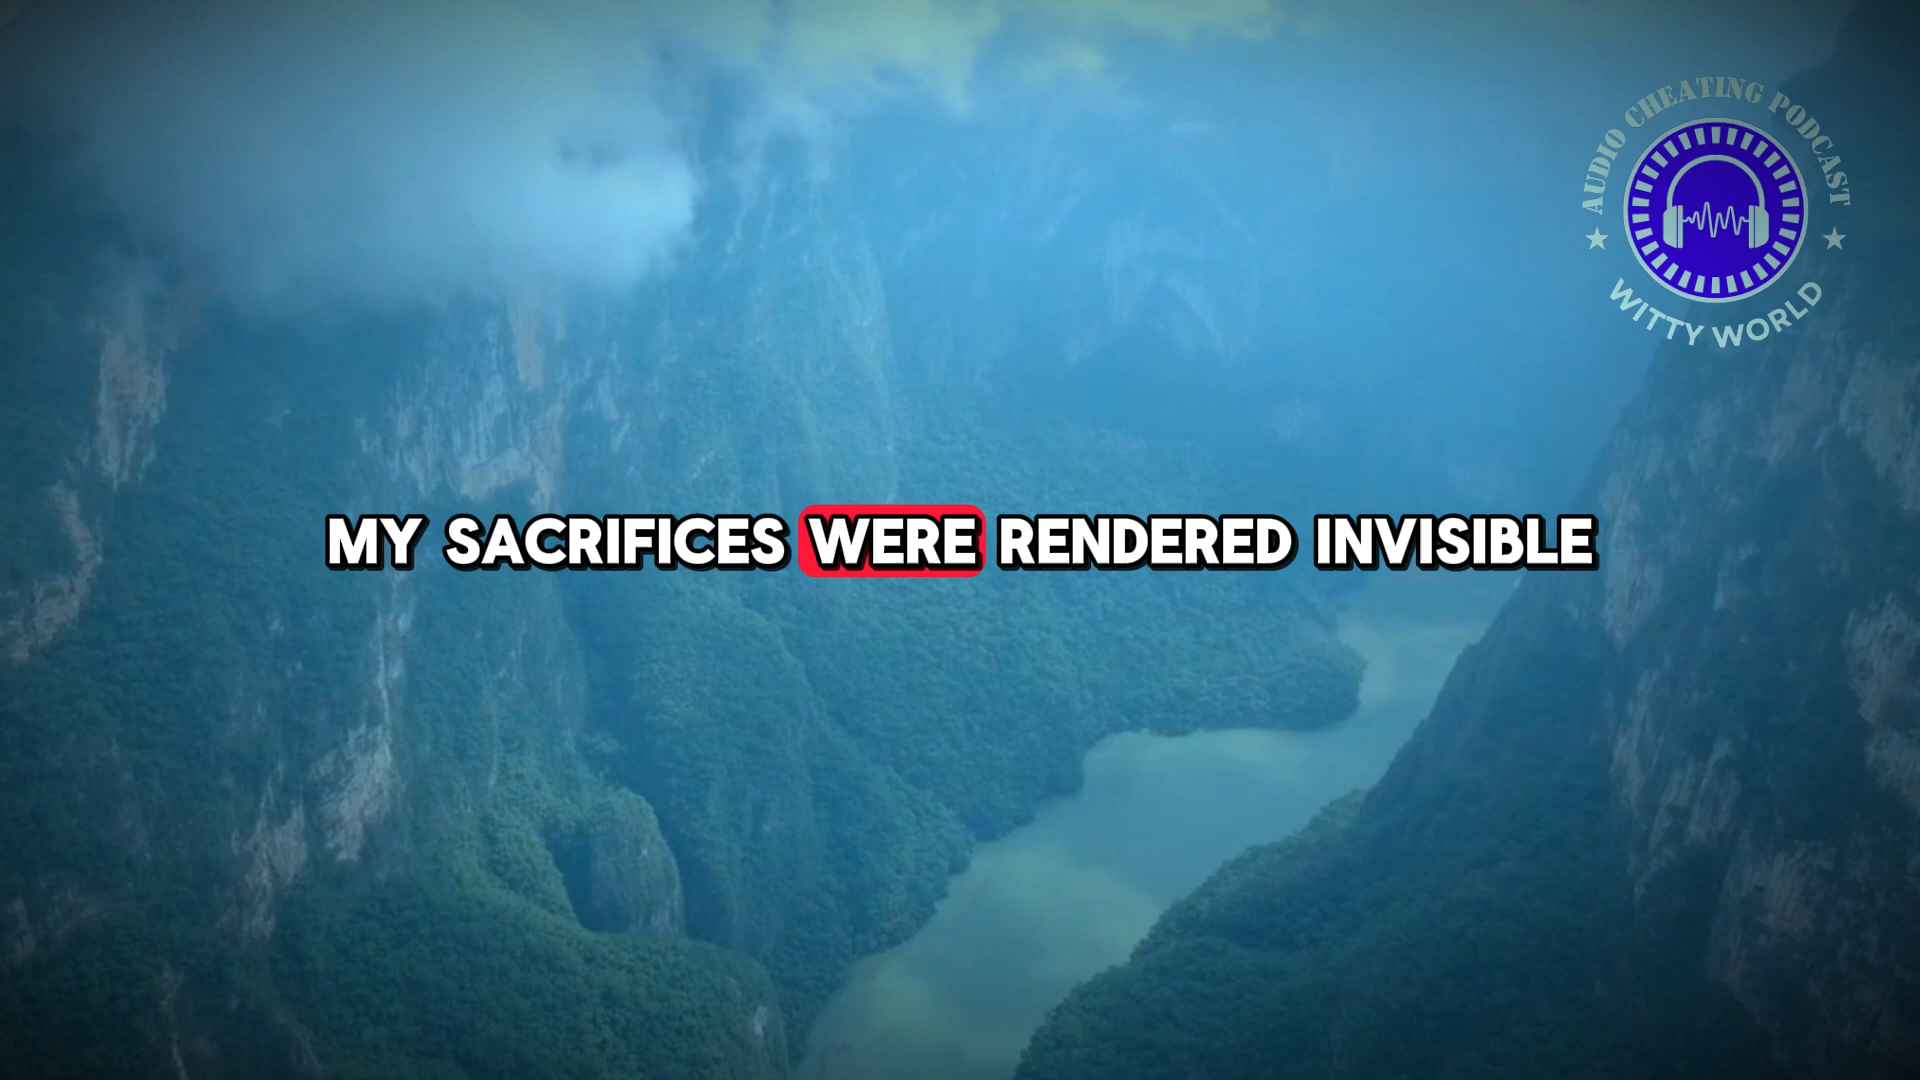 AUDIO CHEATING PODCAST
WITTY WORLD
MY SACRIFICES WERE RENDERED INVISIBLE